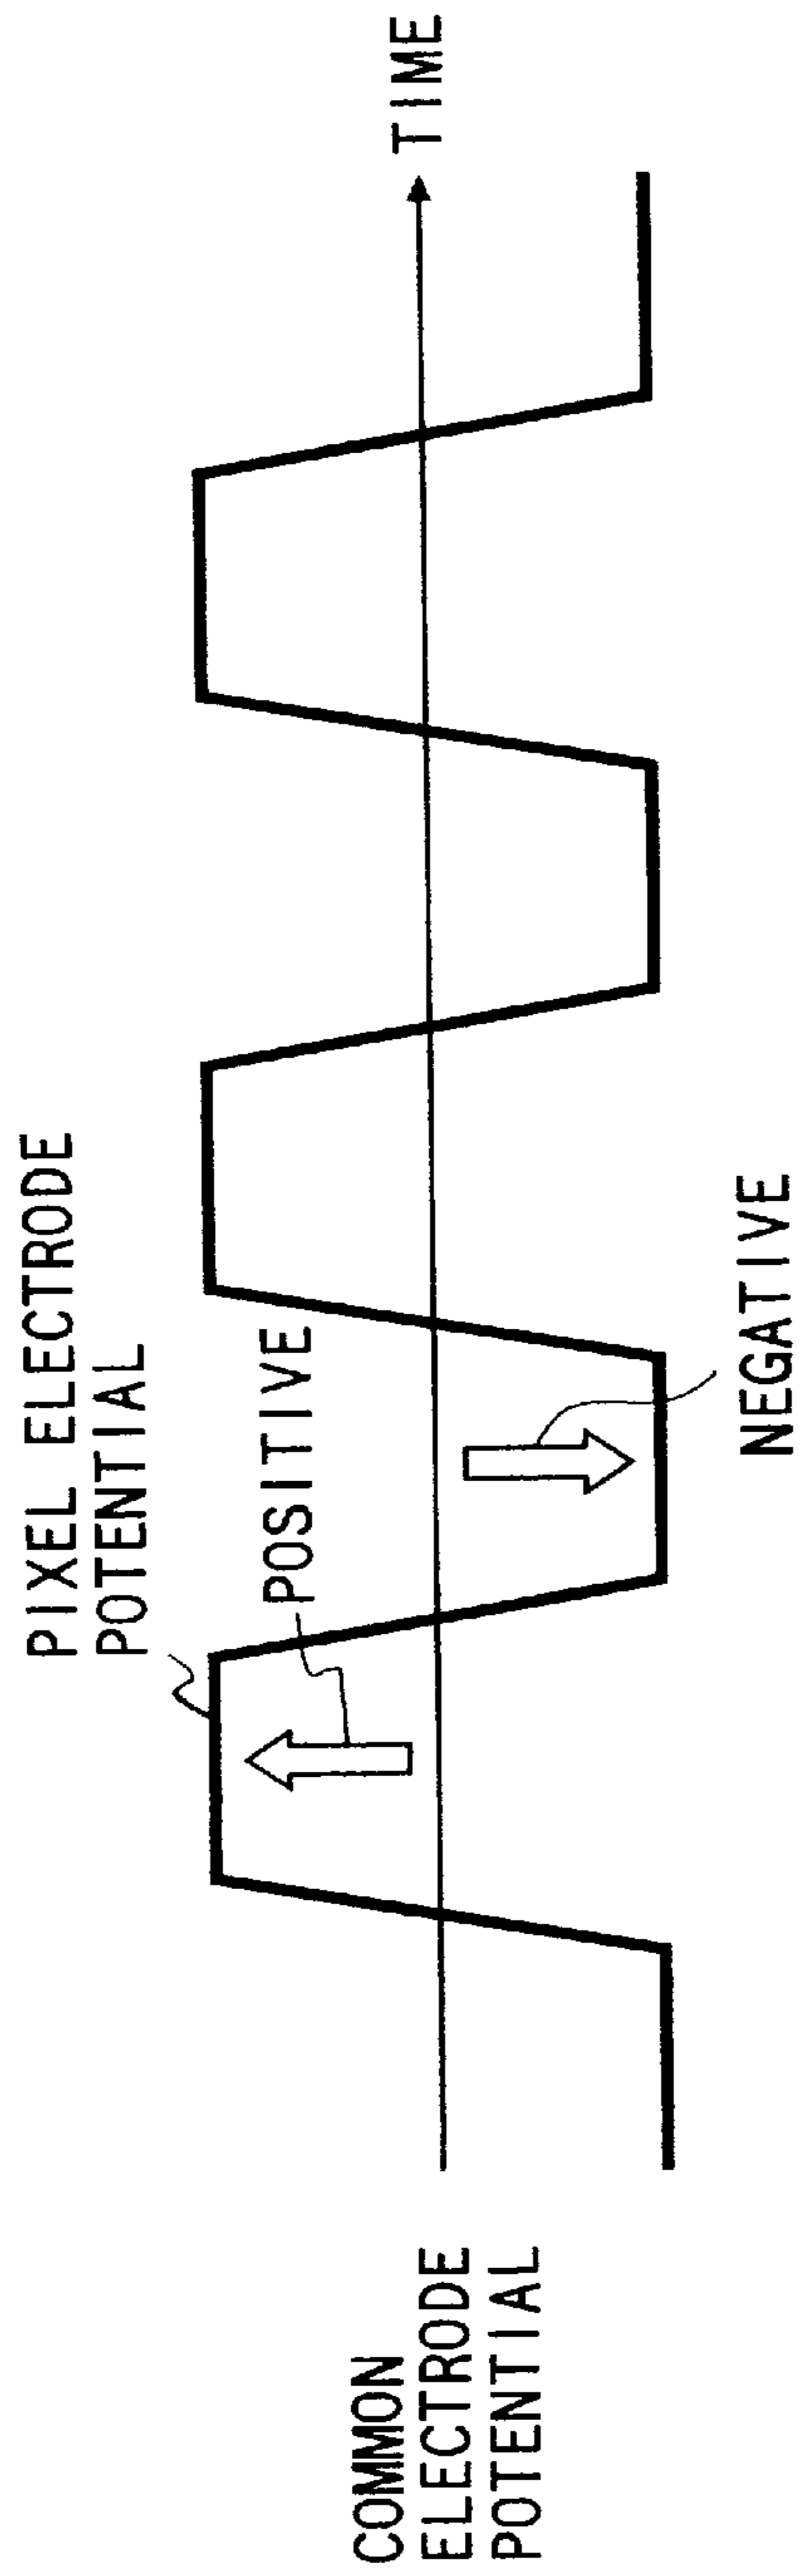 PIXEL ELECTRODE
POTENTIAL
POSITIVE
COMMON
ELECTRODE
POTENTIAL
TIME
NEGATIVE